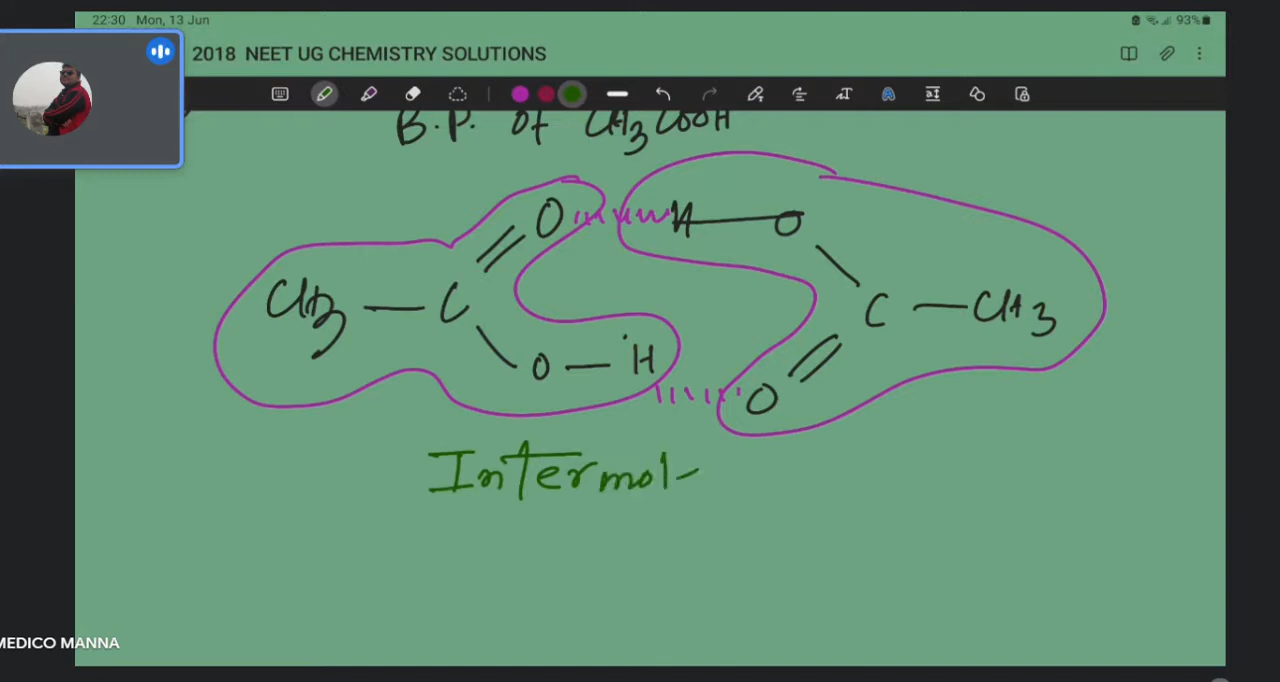 22:30 Mon, 13 Jun 93%
2018 NEET UG CHEMISTRY SOLUTIONS
B.P. of CH3COOH
O H — O
CH3 — C C — CH3
O — H O
Intermol-
MEDICO MANNA